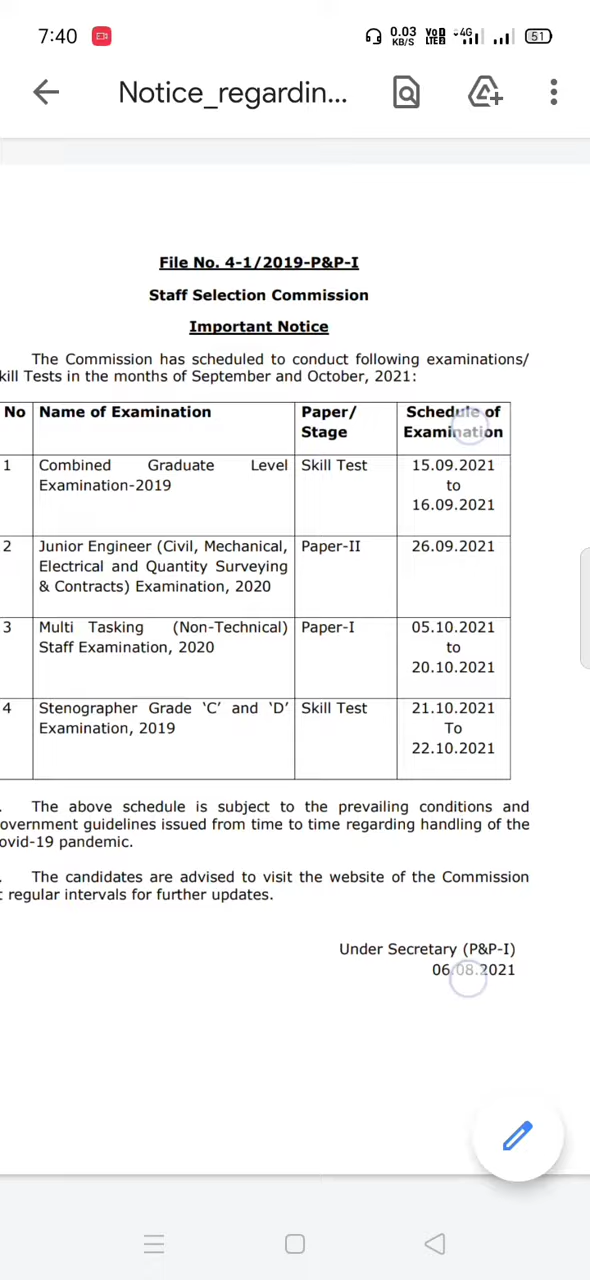 7:40
0.03 KB/S
VoD LTE2
4G
51
Notice_regardin...
File No. 4-1/2019-P&P-I
Staff Selection Commission
Important Notice
The Commission has scheduled to conduct following examinations/
kill Tests in the months of September and October, 2021:
No Name of Examination Paper/ Stage Schedule of Examination
1 Combined Graduate Level Examination-2019 Skill Test 15.09.2021 to 16.09.2021
2 Junior Engineer (Civil, Mechanical, Electrical and Quantity Surveying & Contracts) Examination, 2020 Paper-II 26.09.2021
3 Multi Tasking (Non-Technical) Staff Examination, 2020 Paper-I 05.10.2021 to 20.10.2021
4 Stenographer Grade ‘C’ and ‘D’ Examination, 2019 Skill Test 21.10.2021 To 22.10.2021
. The above schedule is subject to the prevailing conditions and
overnment guidelines issued from time to time regarding handling of the
ovid-19 pandemic.
. The candidates are advised to visit the website of the Commission
t regular intervals for further updates.
Under Secretary (P&P-I)
06.08.2021